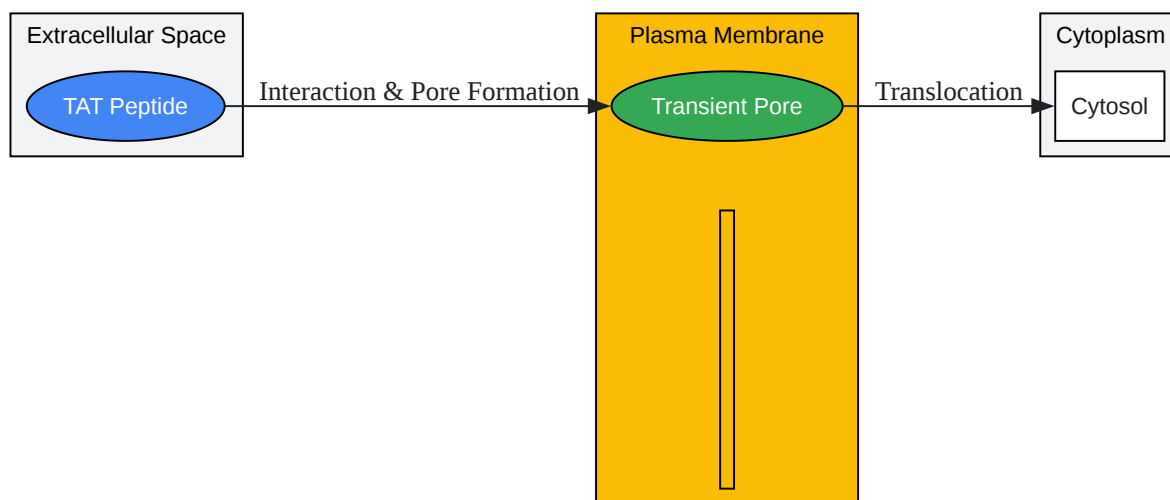 Extracellular Space
Plasma Membrane
Cytoplasm
TAT Peptide
Interaction & Pore Formation
Transient Pore
Translocation
Cytosol